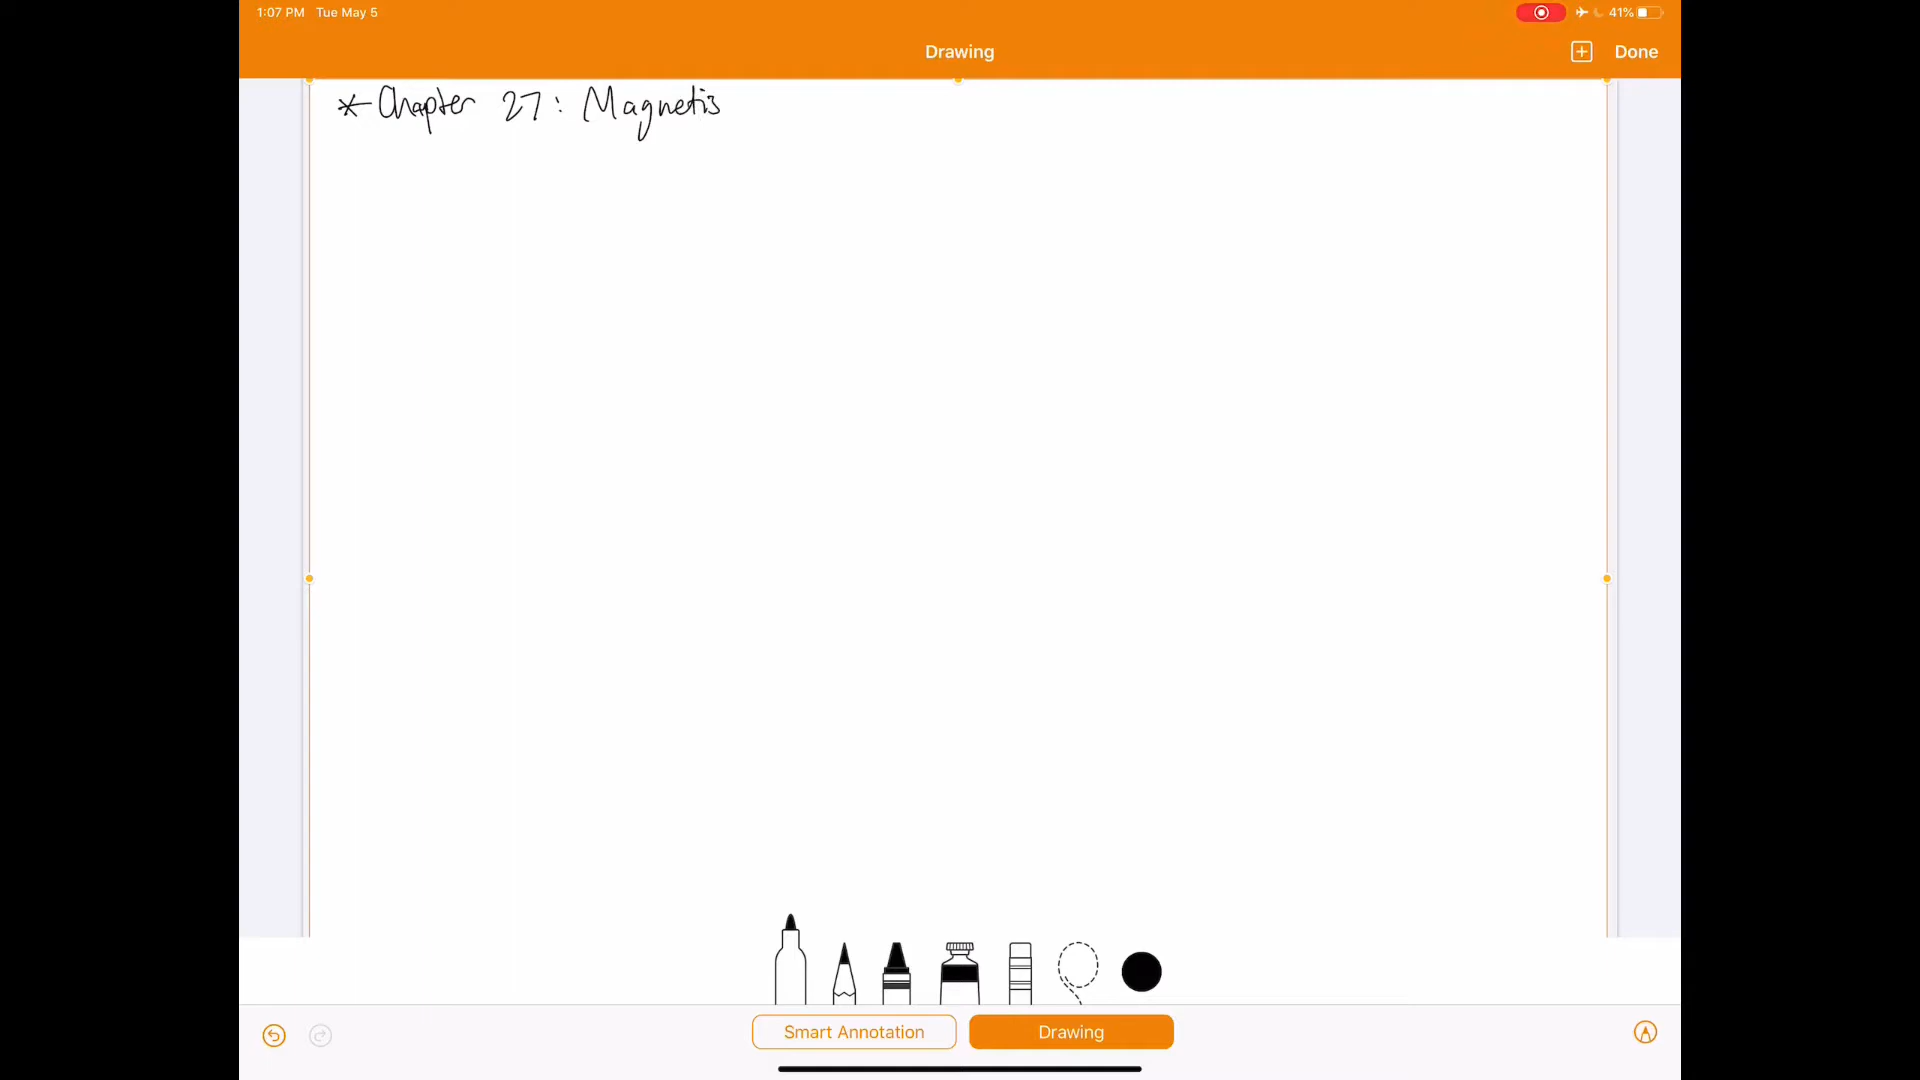 1:07 PM Tue May 5 41%
Drawing Done
* Chapter 27: Magnetis
Smart Annotation Drawing